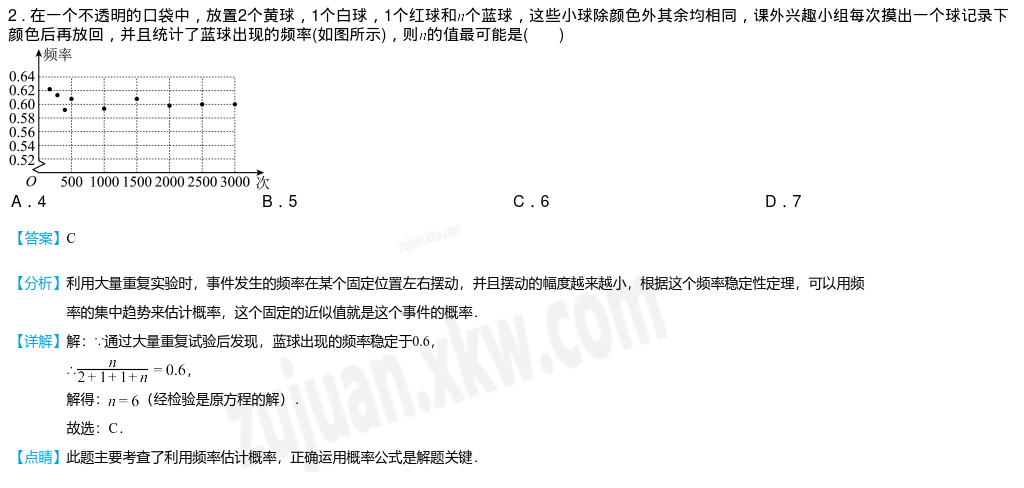 2．在一个不透明的口袋中，放置2个黄球，1个白球，1个红球和n个蓝球，这些小球除颜色外其余均相同，课外兴趣小组每次摸出一个球记录下
颜色后再放回，并且统计了蓝球出现的频率(如图所示)，则n的值最可能是(　　)
频率
0.64
0.62
0.60
0.58
0.56
0.54
0.52
O 500 1000 1500 2000 2500 3000 次
A．4 B．5 C．6 D．7
【答案】C
【分析】利用大量重复实验时，事件发生的频率在某个固定位置左右摆动，并且摆动的幅度越来越小，根据这个频率稳定性定理，可以用频
率的集中趋势来估计概率，这个固定的近似值就是这个事件的概率．
【详解】解：∵通过大量重复试验后发现，蓝球出现的频率稳定于0.6，
∴n/(2+1+1+n)=0.6，
解得：n=6（经检验是原方程的解）．
故选：C．
【点睛】此题主要考查了利用频率估计概率，正确运用概率公式是解题关键．
zujuan.xkw.com
zujuan.xkw.com